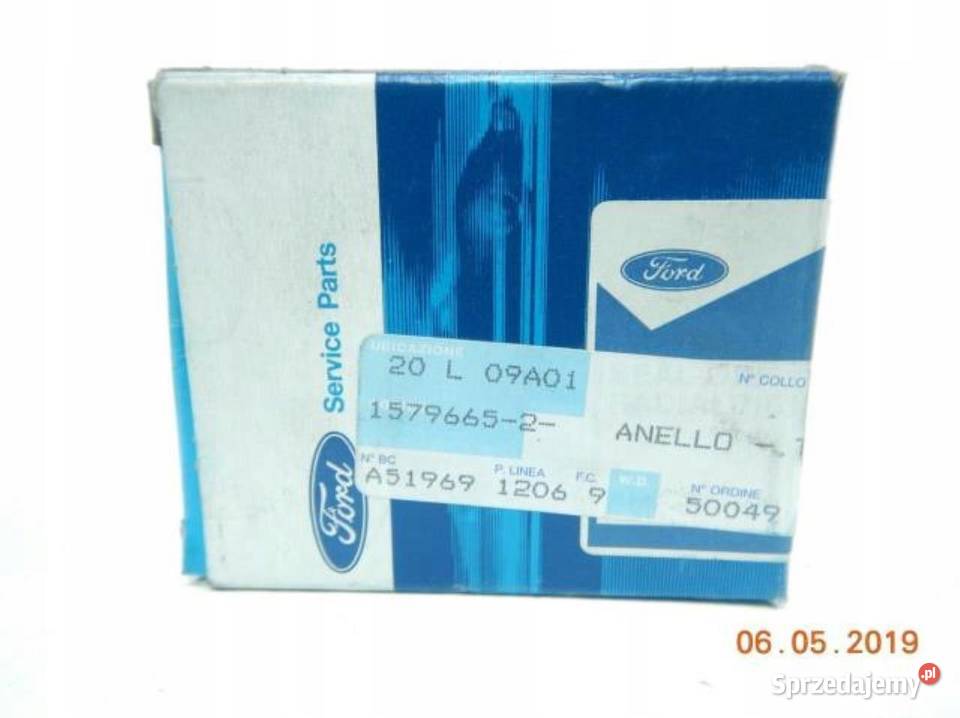 Ford Service Parts
Ford
UBICAZIONE
20 L 09A01
N° COLLO
1579665-2-
ANELLO -
N° BC
P. LINEA
F.C.
W.D.
N° ORDINE
A51969 1206 9
50049
06.05.2019
Sprzedajemy.pl